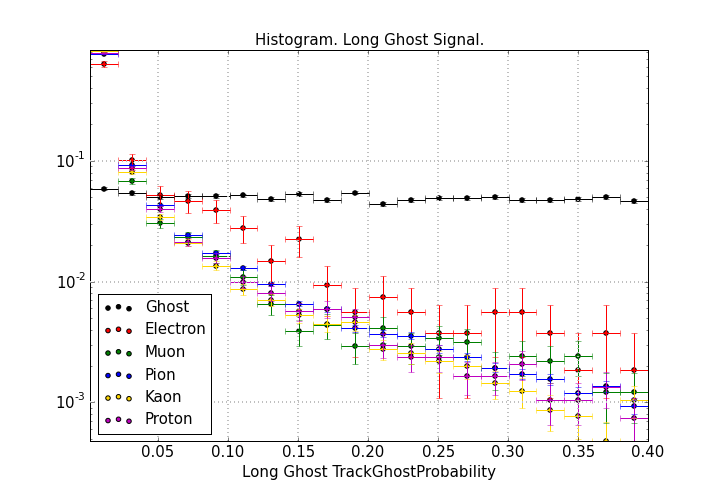 Histogram. Long Ghost Signal.
10⁻¹
10⁻²
10⁻³
Ghost
Electron
Muon
Pion
Kaon
Proton
0.05 0.10 0.15 0.20 0.25 0.30 0.35 0.40
Long Ghost TrackGhostProbability